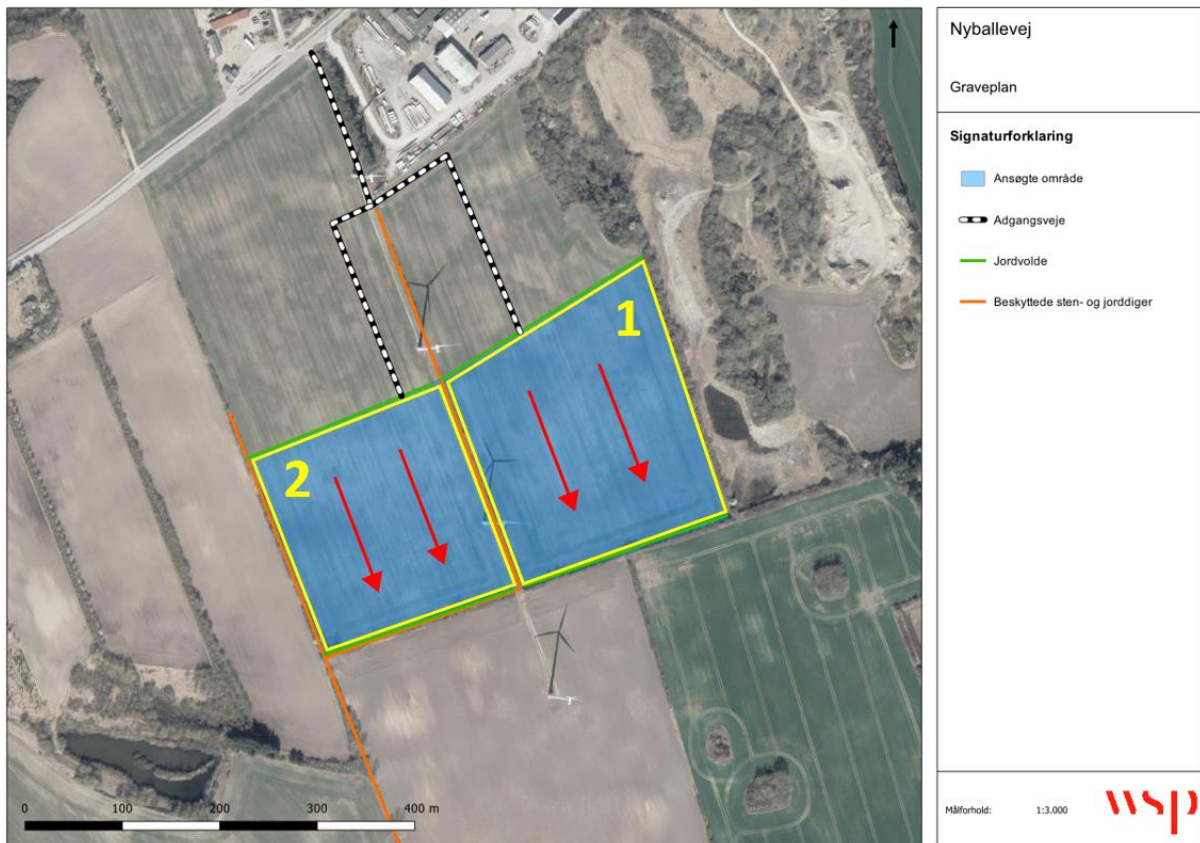 Nyballevej
Graveplan
Signaturforklaring
Ansøgte område
Adgangsveje
Jordvolde
Beskyttede sten- og jorddiger
1
2
0 100 200 300 400 m
Målforhold: 1:3.000
wsp